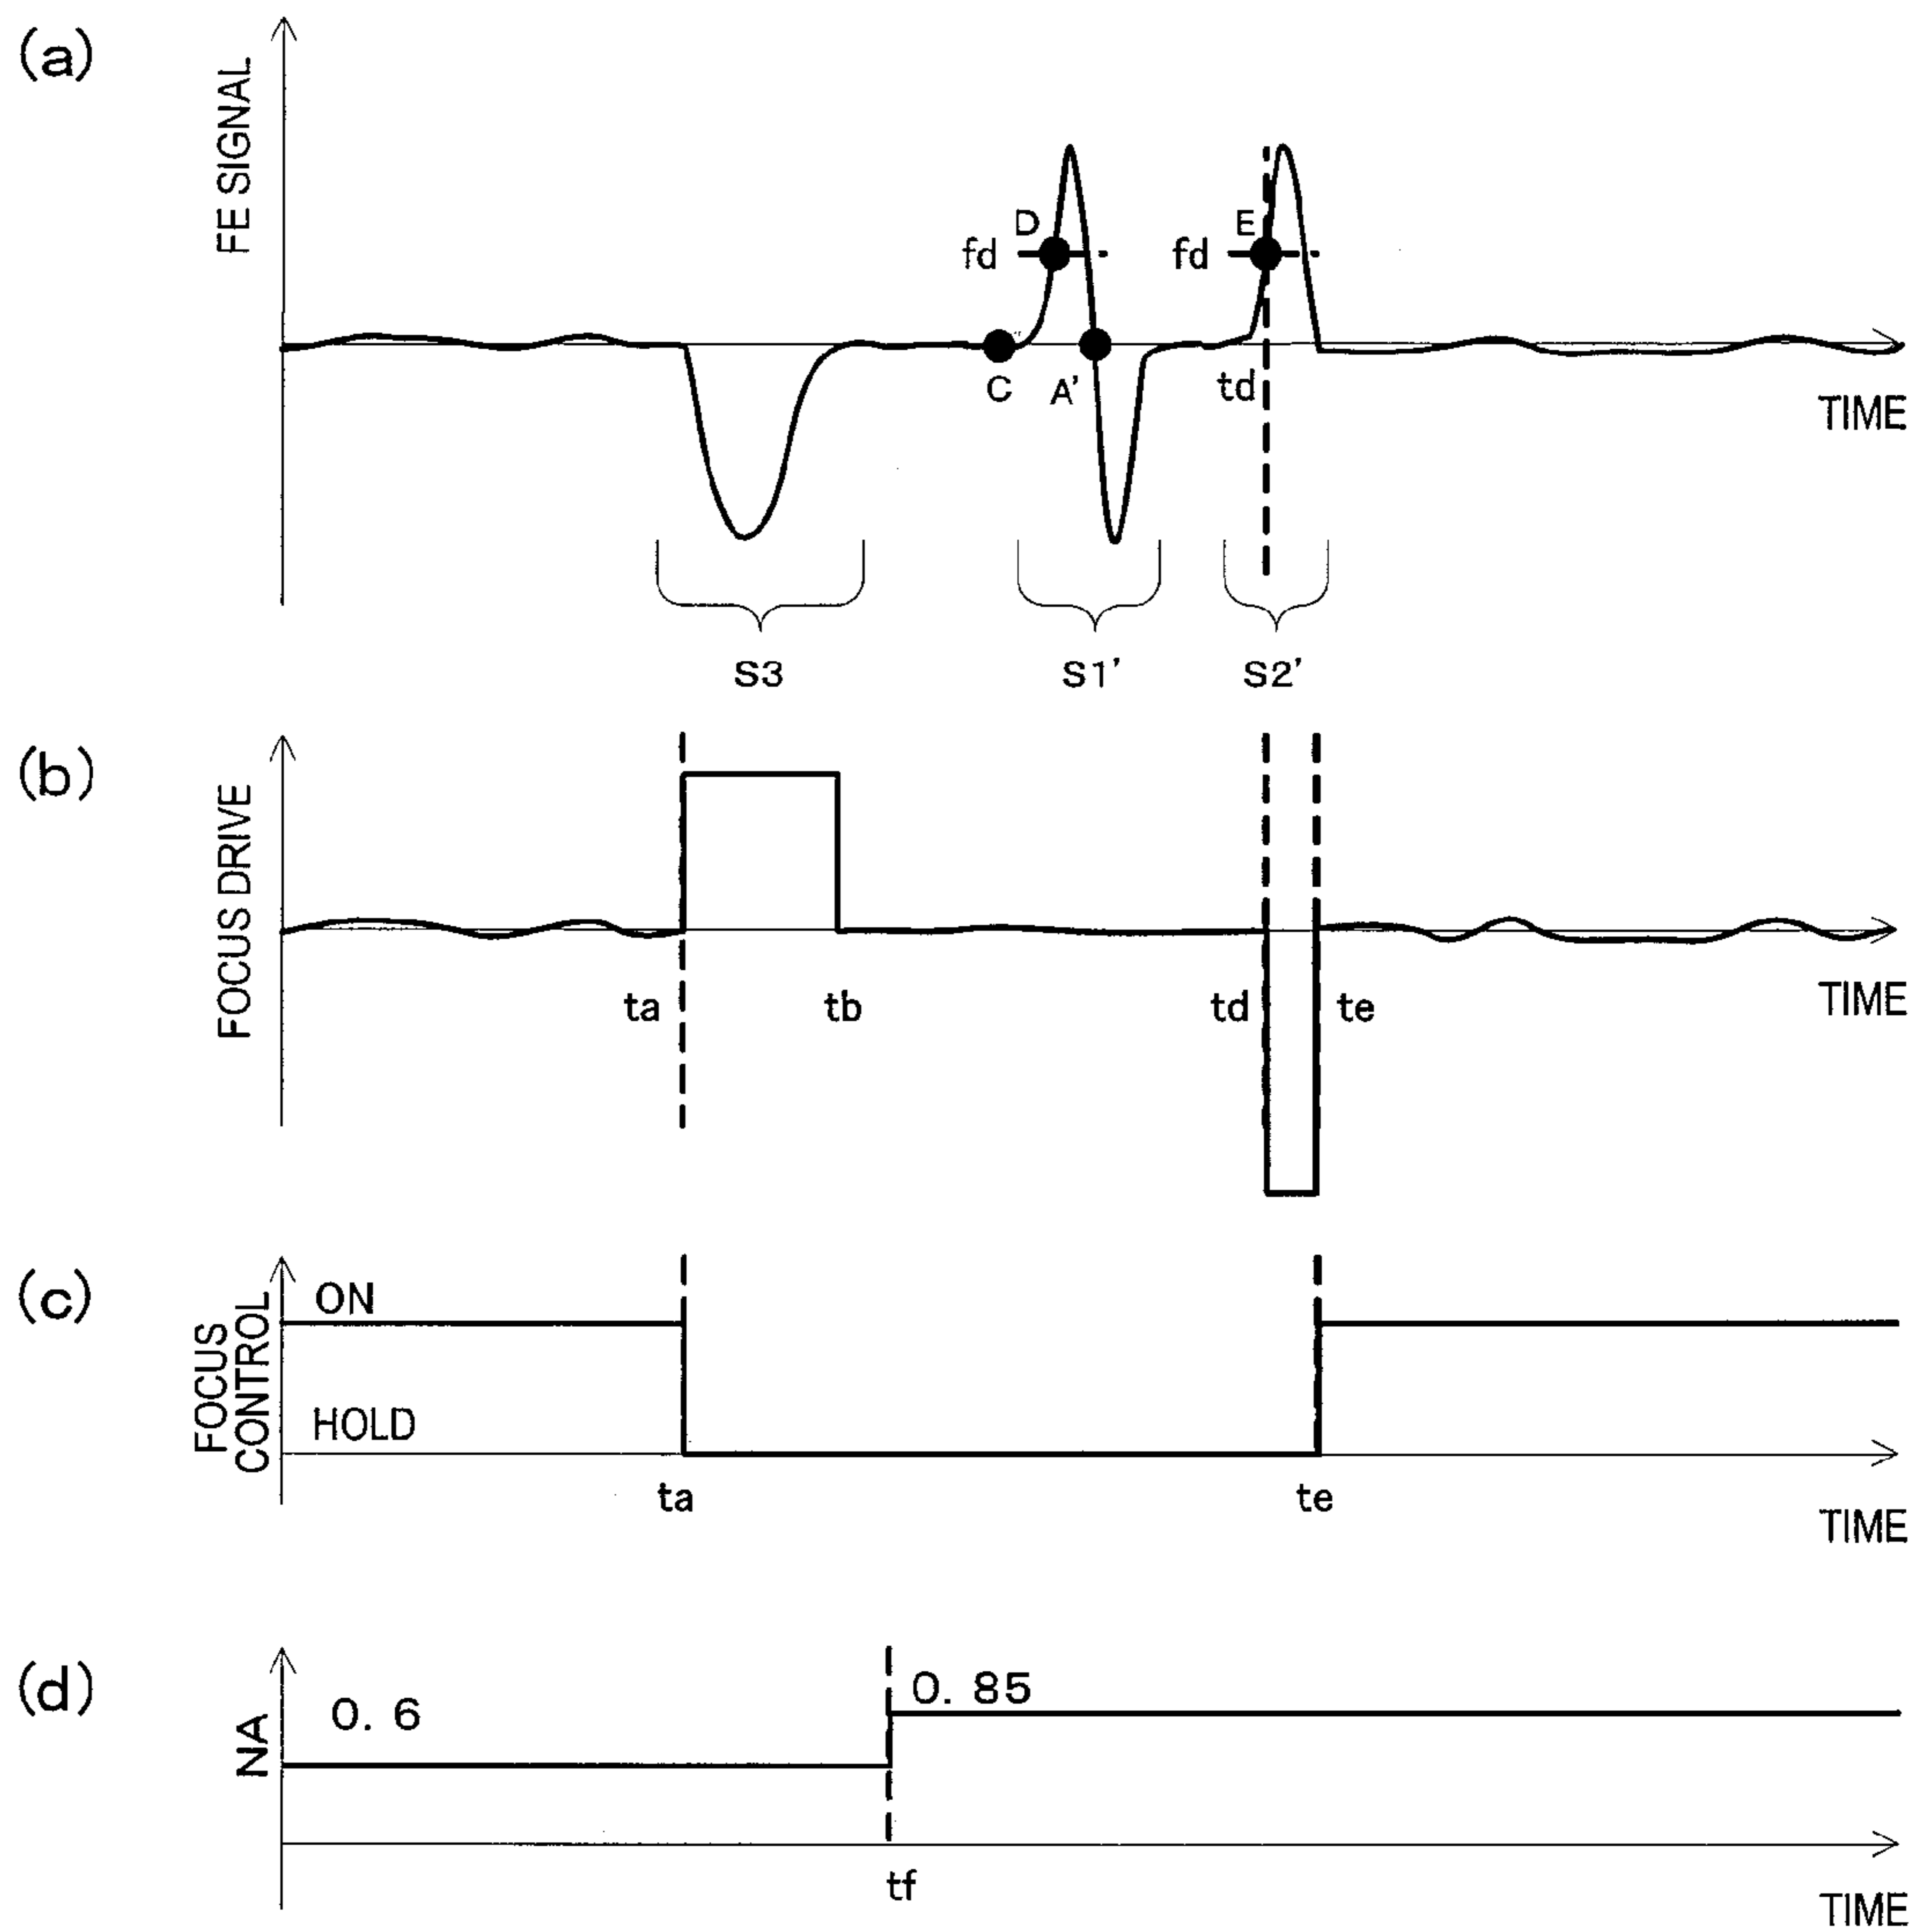 (a)
FE SIGNAL
D
fd
E
fd
C
A'
td
TIME
S3
S1'
S2'
(b)
FOCUS DRIVE
ta
tb
td
te
TIME
(c)
FOCUS
CONTROL
ON
HOLD
ta
te
TIME
(d)
NA
0. 6
0. 85
tf
TIME